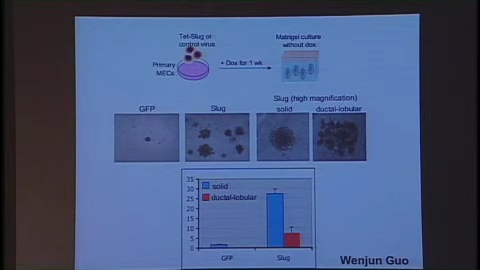 Tet-Slug or
control virus
Primary
MECs
+ Dox for 1 wk
Matrigel culture
without dox
Slug (high magnification)
GFP
Slug
solid
ductal-lobular
35
30
25
20
15
10
5
0
solid
ductal-lobular
GFP
Slug
Wenjun Guo